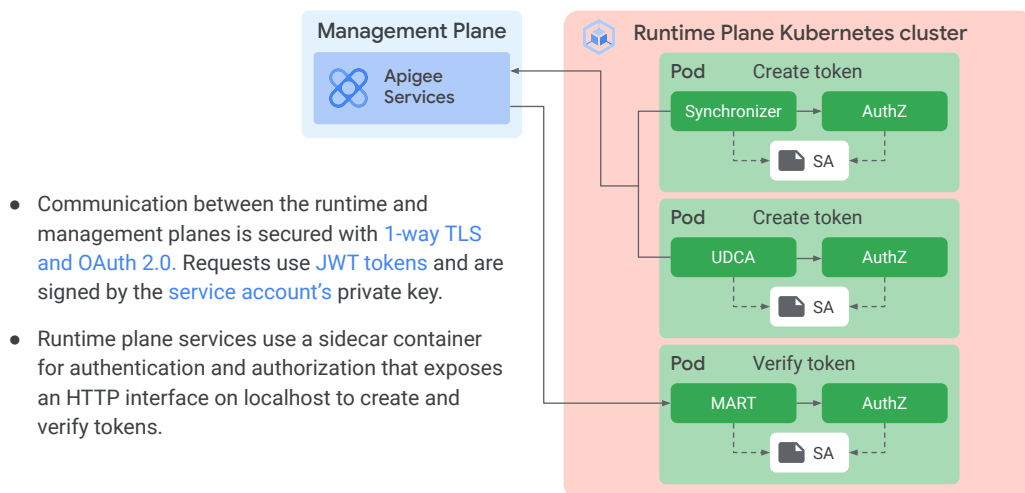 Management Plane
Apigee
Services
● Communication between the runtime and
management planes is secured with 1-way TLS
and OAuth 2.0. Requests use JWT tokens and are
signed by the service account's private key.
● Runtime plane services use a sidecar container
for authentication and authorization that exposes
an HTTP interface on localhost to create and
verify tokens.
Runtime Plane Kubernetes cluster
Pod Create token
Synchronizer AuthZ
SA
Pod Create token
UDCA AuthZ
SA
Pod Verify token
MART AuthZ
SA